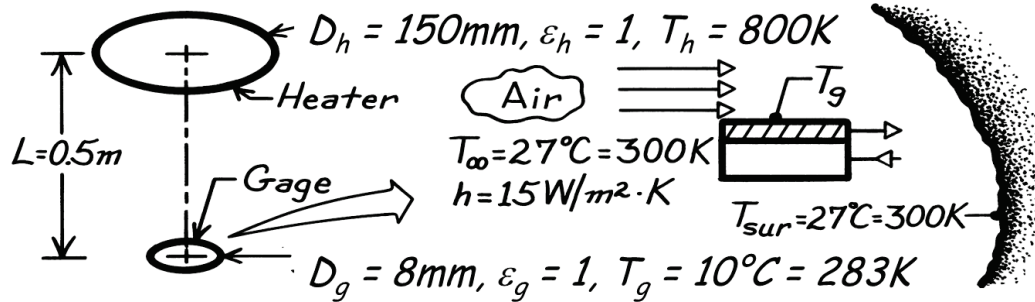 D_h = 150mm, ε_h = 1, T_h = 800K
Heater
Air
T_g
L=0.5m
T_∞=27°C=300K
h=15W/m²·K
Gage
T_sur=27°C=300K
D_g = 8mm, ε_g = 1, T_g = 10°C = 283K